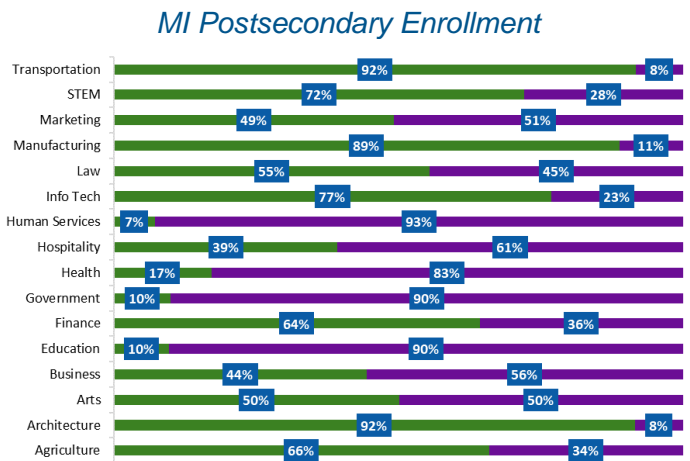 MI Postsecondary Enrollment
Transportation 92% 8%
STEM 72% 28%
Marketing 49% 51%
Manufacturing 89% 11%
Law 55% 45%
Info Tech 77% 23%
Human Services 7% 93%
Hospitality 39% 61%
Health 17% 83%
Government 10% 90%
Finance 64% 36%
Education 10% 90%
Business 44% 56%
Arts 50% 50%
Architecture 92% 8%
Agriculture 66% 34%